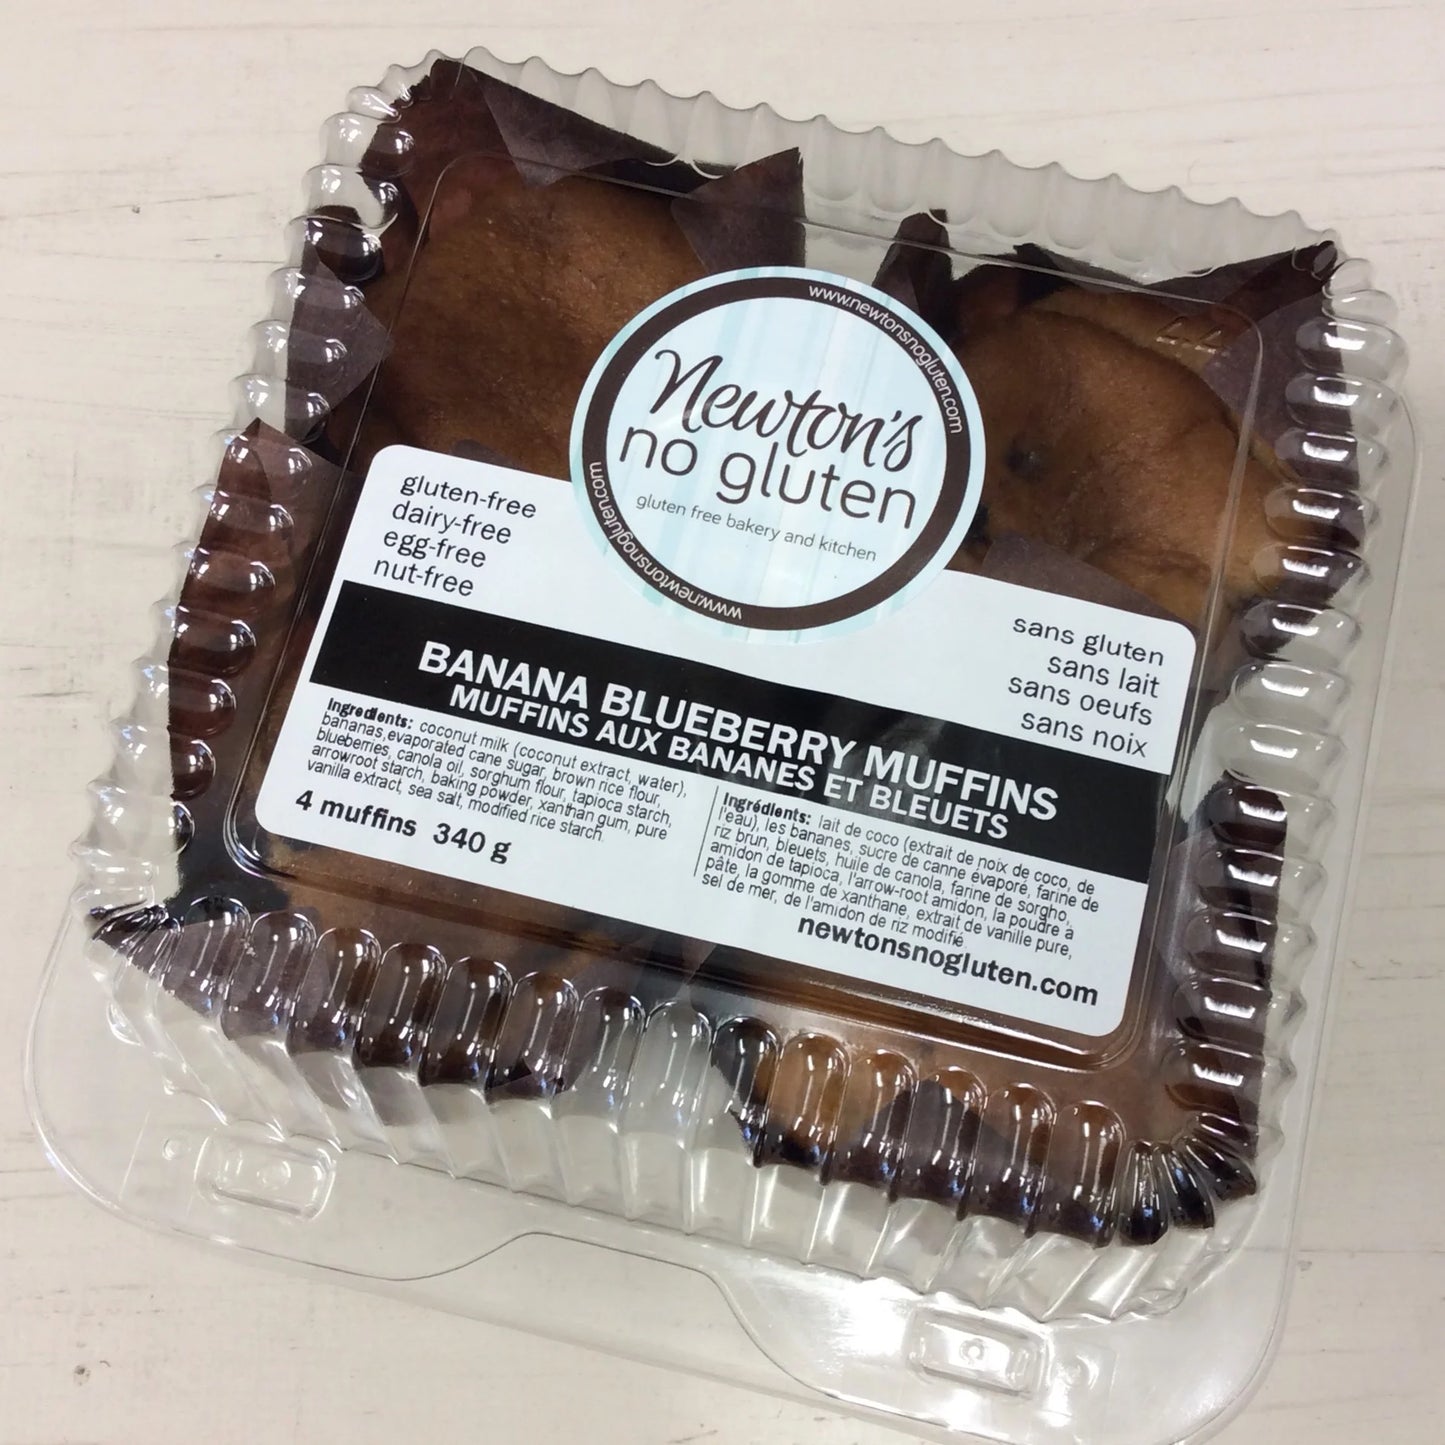 www.newtonsnogluten.com
Newton's
no gluten
gluten free bakery and kitchen
www.newtonsnogluten.com
gluten-free
dairy-free
egg-free
nut-free
sans gluten
sans lait
sans oeufs
sans noix
BANANA BLUEBERRY MUFFINS
MUFFINS AUX BANANES ET BLEUETS
Ingredients: coconut milk (coconut extract, water),
bananas, evaporated cane sugar, brown rice flour,
blueberries, canola oil, sorghum flour, tapioca starch,
arrowroot starch, baking powder, xanthan gum, pure
vanilla extract, sea salt, modified rice starch.
4 muffins 340 g
Ingrédients: lait de coco (extrait de noix de coco, de
l'eau), les bananes, sucre de canne évaporé, farine de
riz brun, bleuets, huile de canola, farine de sorgho,
amidon de tapioca, l'arrow-root amidon, la poudre à
pâte, la gomme de xanthane, extrait de vanille pure,
sel de mer, de l'amidon de riz modifié
newtonsnogluten.com